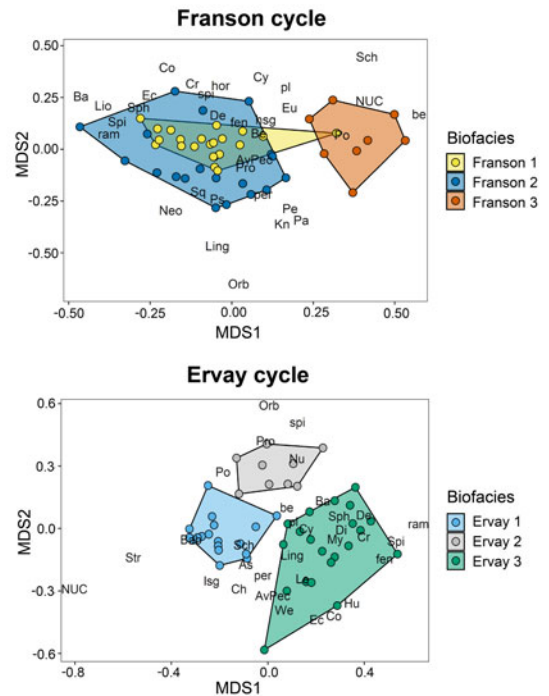 Franson cycle
0.50
0.25
0.00
-0.25
-0.50
MDS2
Sch
Co
Cr
Cy
hor
pl
Ba
Ec
spi
Lio
Sph
Eu
NUC
be
Spi
De
fen
nsg
ram
Po
AvPec
Pro
Sq
Ps
per
Neo
Pe
Kn
Pa
Ling
Orb
-0.50
-0.25
0.00
0.25
0.50
MDS1
Biofacies
Franson 1
Franson 2
Franson 3
Ervay cycle
0.6
0.3
0.0
-0.3
-0.6
MDS2
Orb
spi
Pro
Nu
Po
be
Ba
Sph
De
pl
Cy
Di
ram
Sch
My
Cr
Spi
Str
Ling
fen
As
NUC
Isg
per
Ch
AvPec
We
Hu
Co
Ec
-0.8
-0.4
0.0
0.4
MDS1
Biofacies
Ervay 1
Ervay 2
Ervay 3